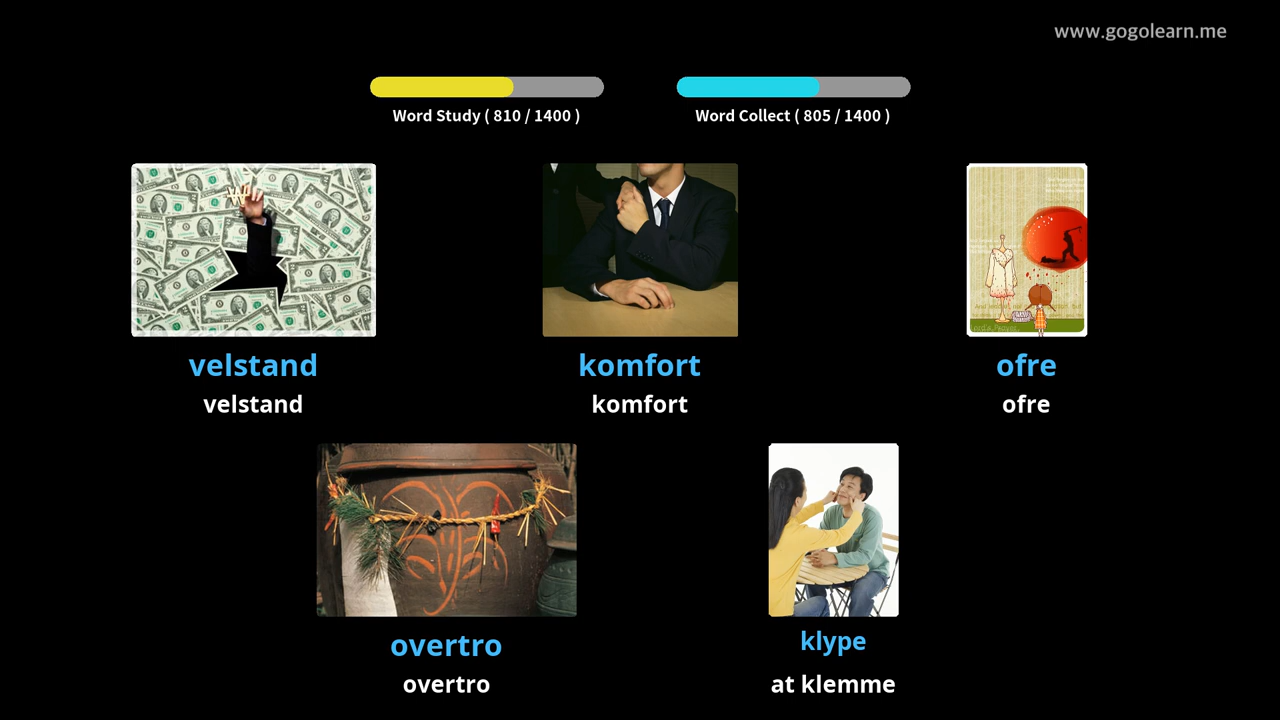 www.gogolearn.me
Word Study ( 810 / 1400 )
Word Collect ( 805 / 1400 )
velstand
velstand
komfort
komfort
ofre
ofre
overtro
overtro
klype
at klemme